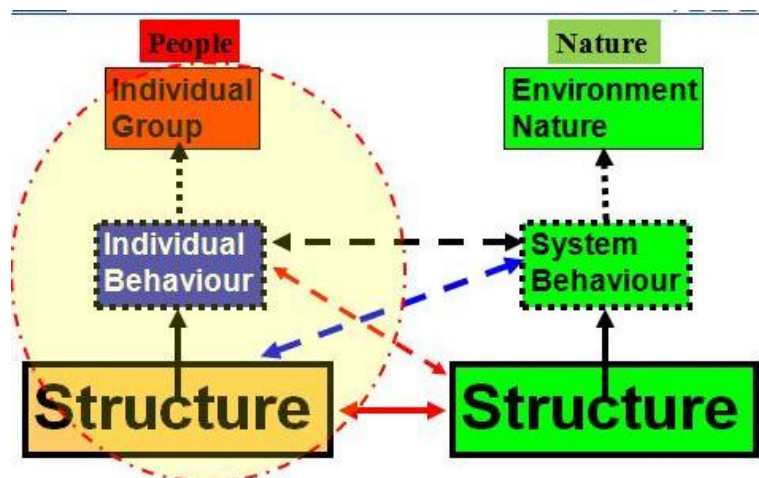 People
Nature
Individual
Group
Environment
Nature
Individual
Behaviour
System
Behaviour
Structure
Structure